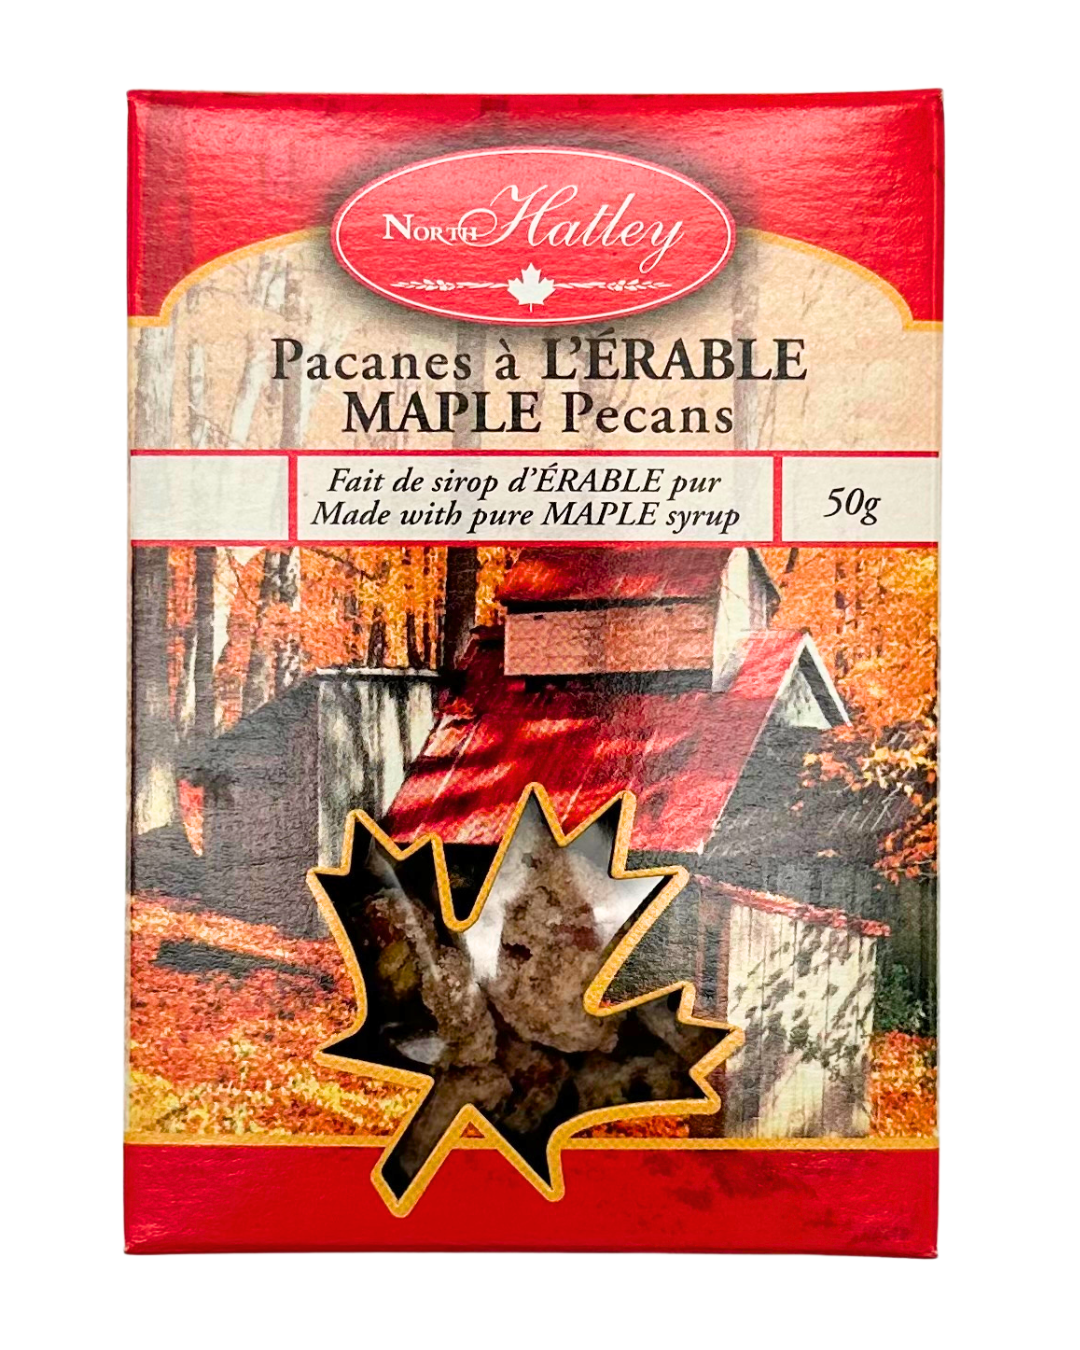 North Hatley
Pacanes à L'ÉRABLE
MAPLE Pecans
Fait de sirop d'ÉRABLE pur
Made with pure MAPLE syrup
50g